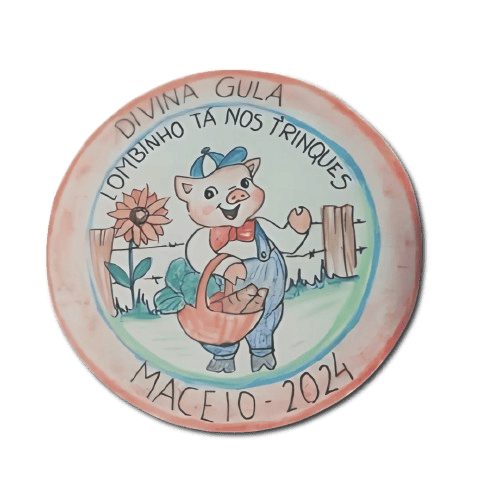 DIVINA GULA
LOMBINHO TÁ NOS TRINQUES
MACEIO - 2024